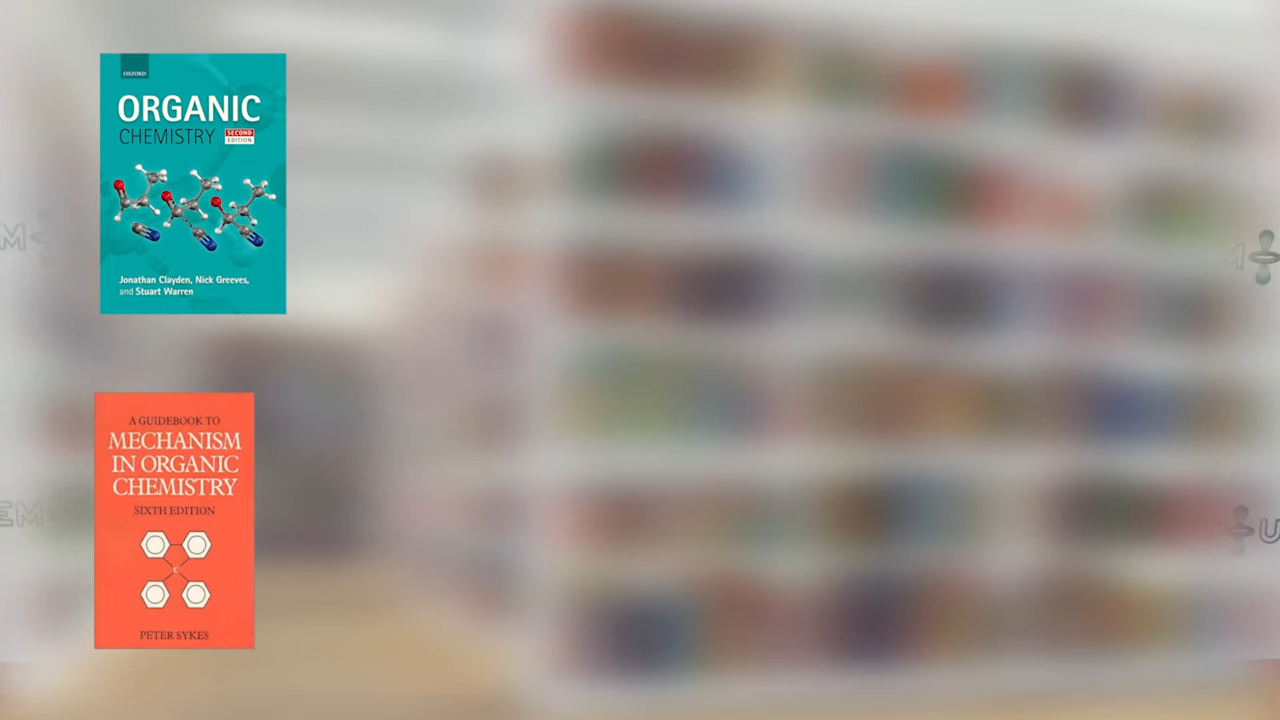 OXFORD
ORGANIC
CHEMISTRY
SECOND
EDITION
Jonathan Clayden, Nick Greeves,
and Stuart Warren
A GUIDEBOOK TO
MECHANISM
IN ORGANIC
CHEMISTRY
SIXTH EDITION
C
PETER SYKES